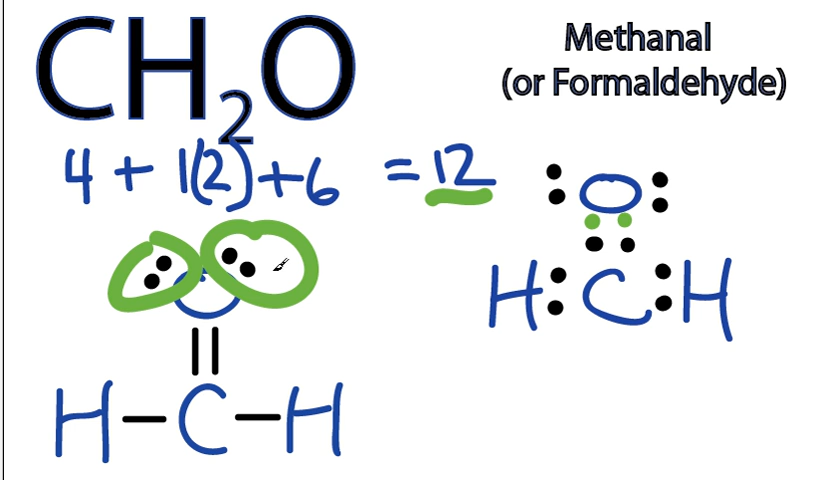 CH2O
Methanal
(or Formaldehyde)
4 + 1(2) + 6 = 12
O
H C H
O
H – C – H